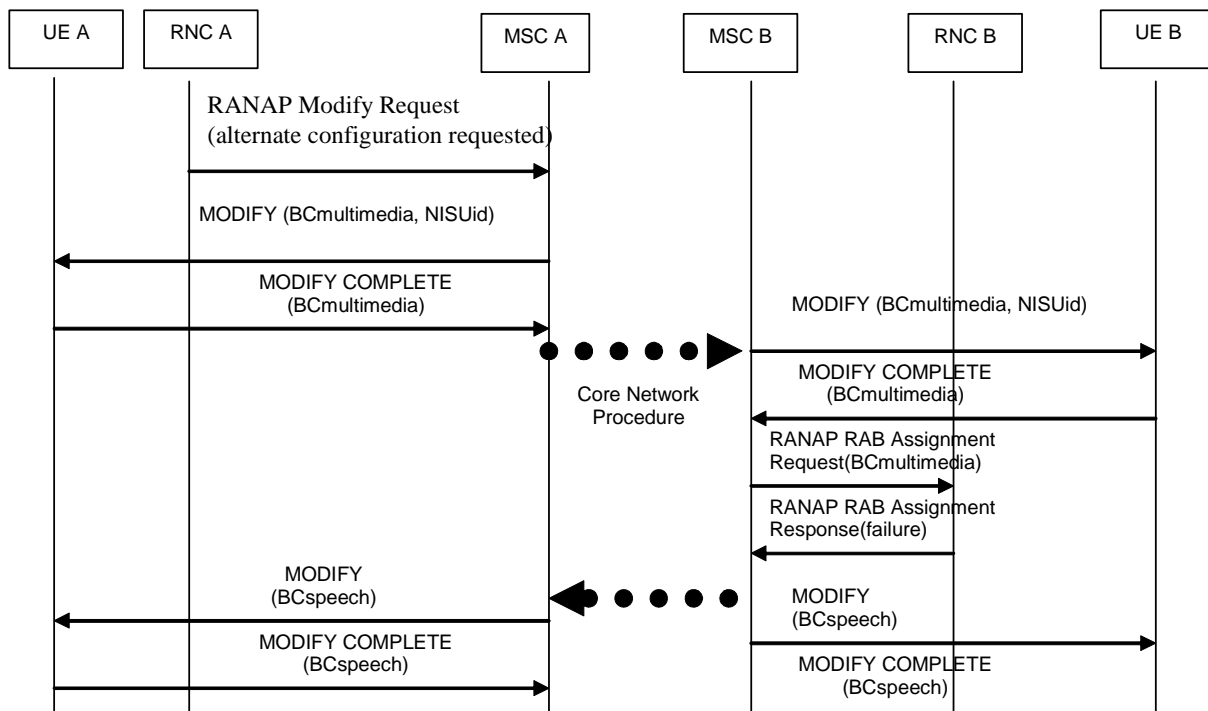 UE A
RNC A
MSC A
MSC B
RNC B
UE B
RANAP Modify Request
(alternate configuration requested)
MODIFY (BCmultimedia, NISUid)
MODIFY COMPLETE
(BCmultimedia)
MODIFY (BCmultimedia, NISUid)
Core Network
Procedure
MODIFY COMPLETE
(BCmultimedia)
RANAP RAB Assignment
Request(BCmultimedia)
RANAP RAB Assignment
Response(failure)
MODIFY
(BCspeech)
MODIFY
(BCspeech)
MODIFY COMPLETE
(BCspeech)
MODIFY COMPLETE
(BCspeech)